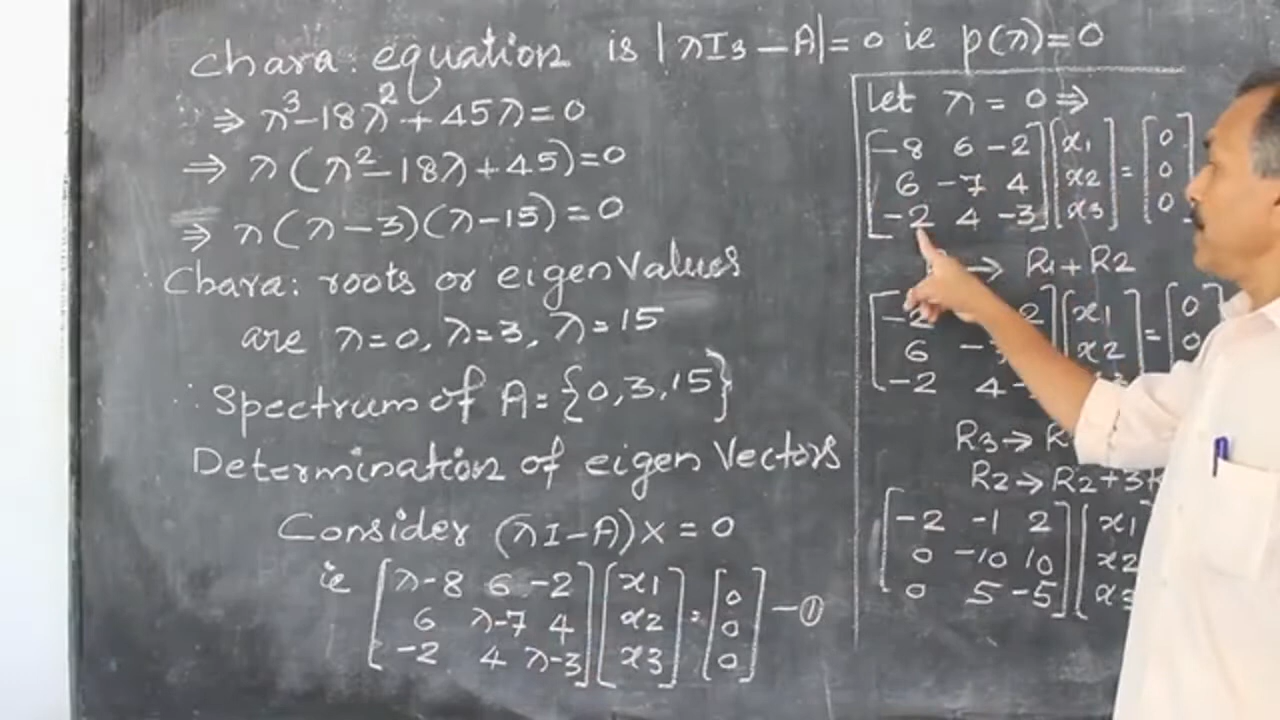 chara: equation is |λI3 - A| = 0 ie p(λ) = 0
⇒ λ³ - 18λ² + 45λ = 0
⇒ λ(λ² - 18λ + 45) = 0
⇒ λ(λ - 3)(λ - 15) = 0
Chara: roots or eigen Values
are λ = 0, λ = 3, λ = 15
∴ Spectrum of A = {0, 3, 15}
Determination of eigen Vectors
Consider (λI - A)X = 0
ie [λ-8 6 -2] [x1] = [0] - ①
[6 λ-7 4] [x2] [0]
[-2 4 λ-3] [x3] [0]
let λ = 0 ⇒
[-8 6 -2] [x1] = [0]
[6 -7 4] [x2] [0]
[-2 4 -3] [x3] [0]
→ R1 + R2
[-2 2] [x1] = [0]
[6 -7] [x2] [0]
[-2 4
R3 →
R2 → R2 + 3
[-2 -1 2] [x1
[0 -10 10] [x2
[0 5 -5] [x3